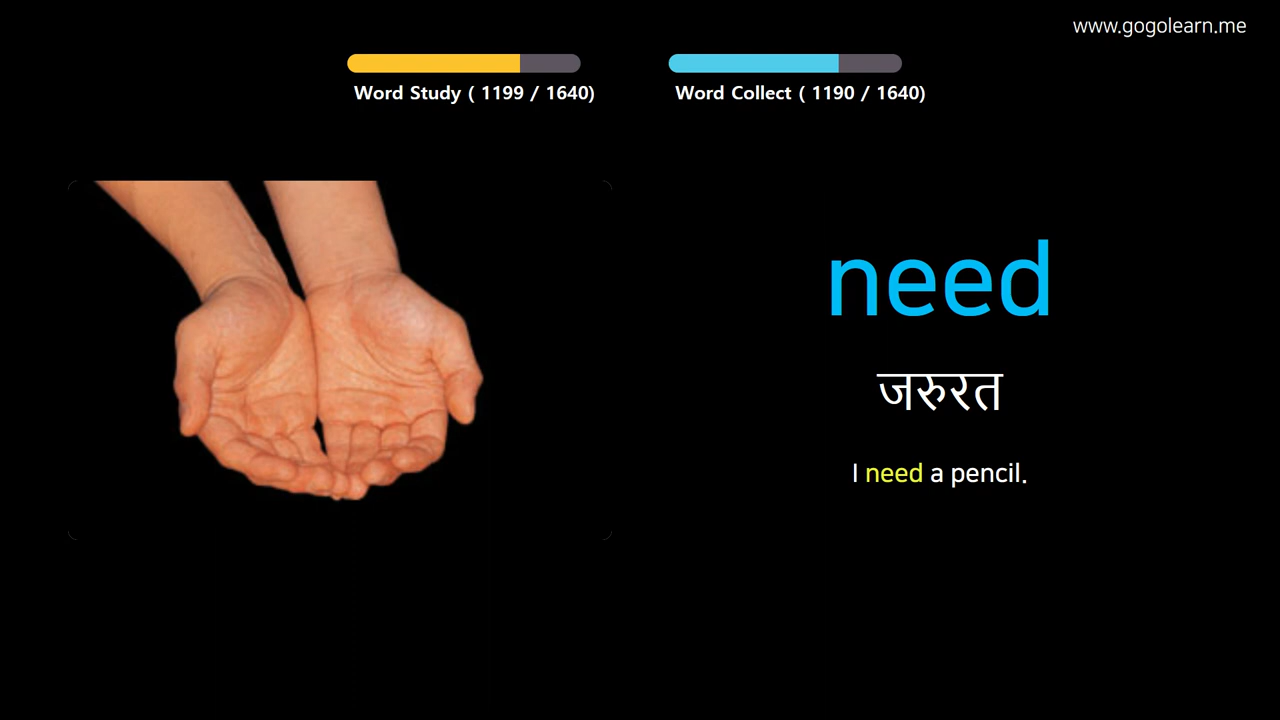 www.gogolearn.me
Word Study ( 1199 / 1640)
Word Collect ( 1190 / 1640)
need
जरुरत
I need a pencil.